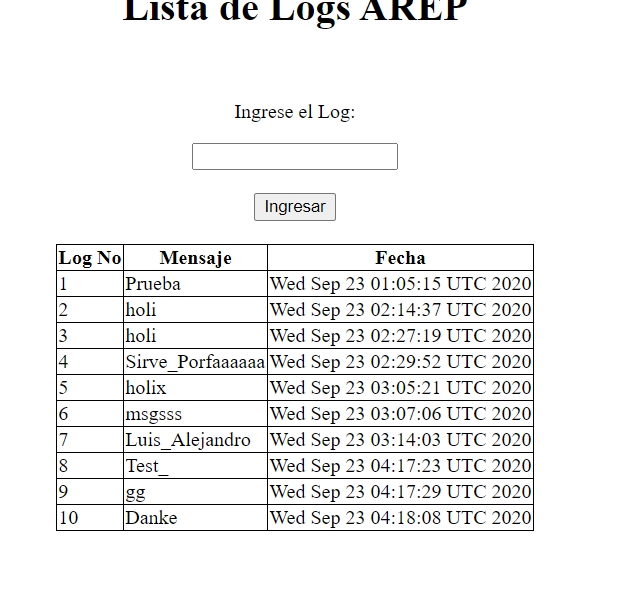 Lista de Logs AREP
Ingrese el Log:
Ingresar
Log No Mensaje Fecha
1 Prueba Wed Sep 23 01:05:15 UTC 2020
2 holi Wed Sep 23 02:14:37 UTC 2020
3 holi Wed Sep 23 02:27:19 UTC 2020
4 Sirve_Porfaaaaaa Wed Sep 23 02:29:52 UTC 2020
5 holix Wed Sep 23 03:05:21 UTC 2020
6 msgsss Wed Sep 23 03:07:06 UTC 2020
7 Luis_Alejandro Wed Sep 23 03:14:03 UTC 2020
8 Test_ Wed Sep 23 04:17:23 UTC 2020
9 gg Wed Sep 23 04:17:29 UTC 2020
10 Danke Wed Sep 23 04:18:08 UTC 2020